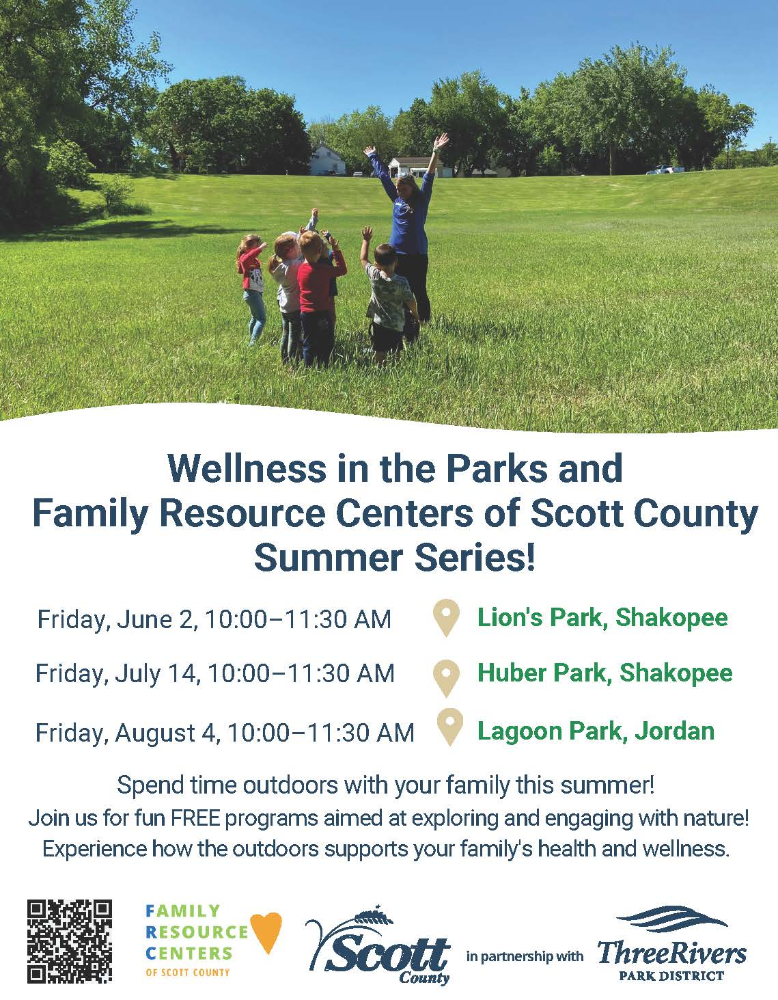 Wellness in the Parks and
Family Resource Centers of Scott County
Summer Series!
Friday, June 2, 10:00–11:30 AM
Lion's Park, Shakopee
Friday, July 14, 10:00–11:30 AM
Huber Park, Shakopee
Friday, August 4, 10:00–11:30 AM
Lagoon Park, Jordan
Spend time outdoors with your family this summer!
Join us for fun FREE programs aimed at exploring and engaging with nature!
Experience how the outdoors supports your family's health and wellness.
FAMILY
RESOURCE
CENTERS
OF SCOTT COUNTY
Scott
County
in partnership with
ThreeRivers
PARK DISTRICT